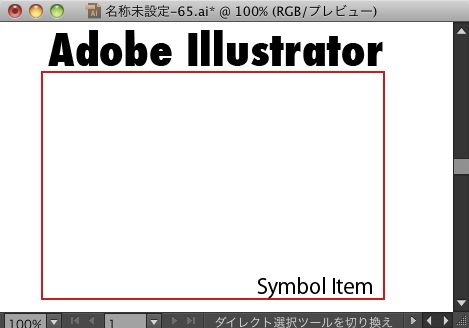 名称未設定-65.ai* @ 100% (RGB/プレビュー)
Adobe Illustrator
Symbol Item
100% 1 ダイレクト選択ツールを切り換え